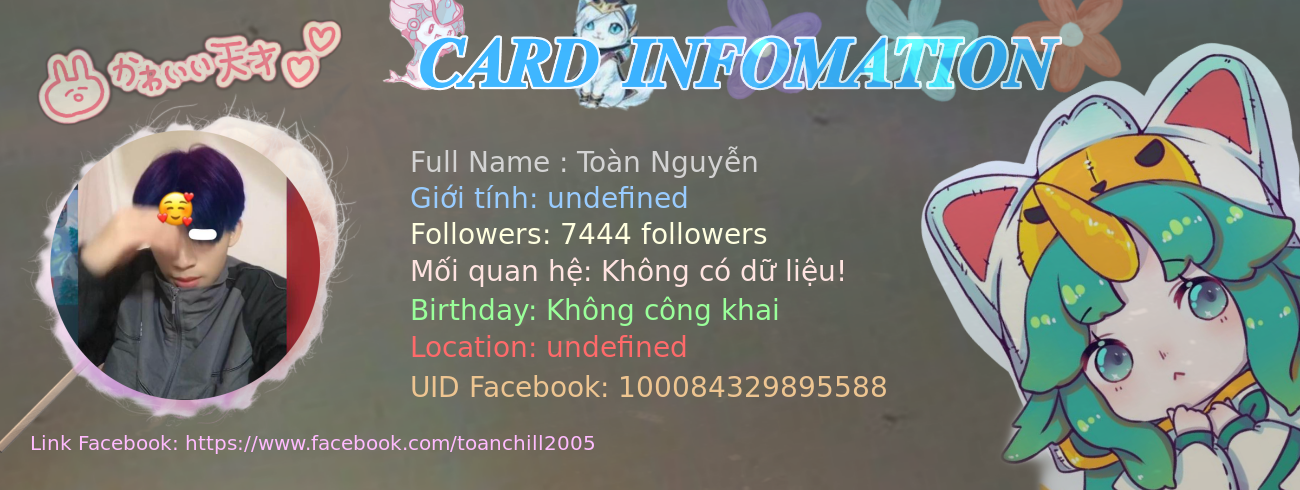 かわいい天才
CARD INFOMATION
Full Name : Toàn Nguyễn
Giới tính: undefined
Followers: 7444 followers
Mối quan hệ: Không có dữ liệu!
Birthday: Không công khai
Location: undefined
UID Facebook: 100084329895588
Link Facebook: https://www.facebook.com/toanchill2005